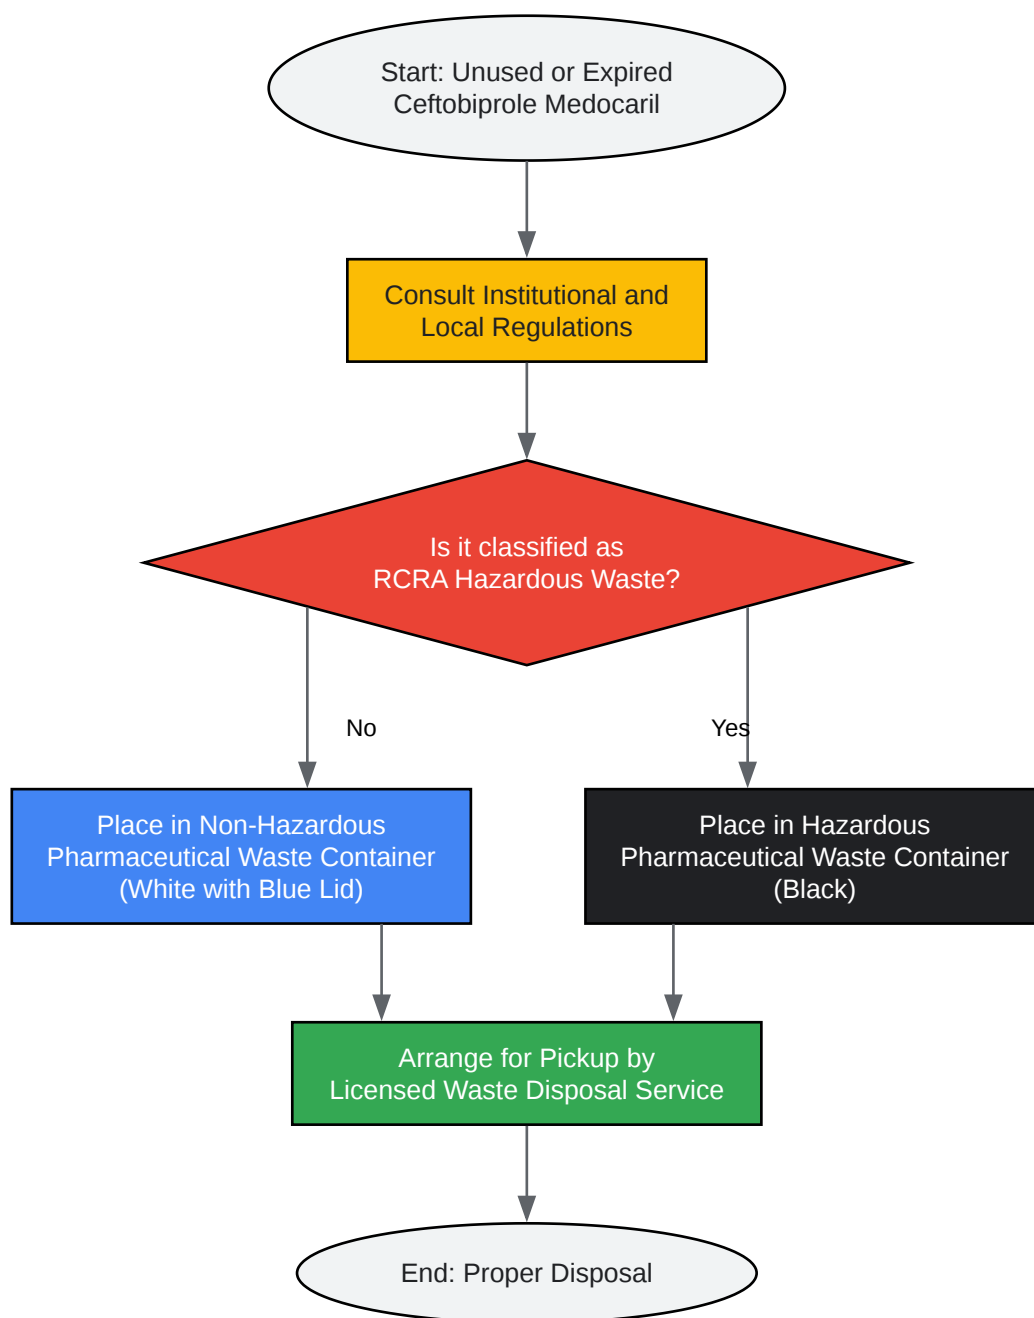 Start: Unused or Expired
Ceftobiprole Medocaril
Consult Institutional and
Local Regulations
Is it classified as
RCRA Hazardous Waste?
No
Yes
Place in Non-Hazardous
Pharmaceutical Waste Container
(White with Blue Lid)
Place in Hazardous
Pharmaceutical Waste Container
(Black)
Arrange for Pickup by
Licensed Waste Disposal Service
End: Proper Disposal